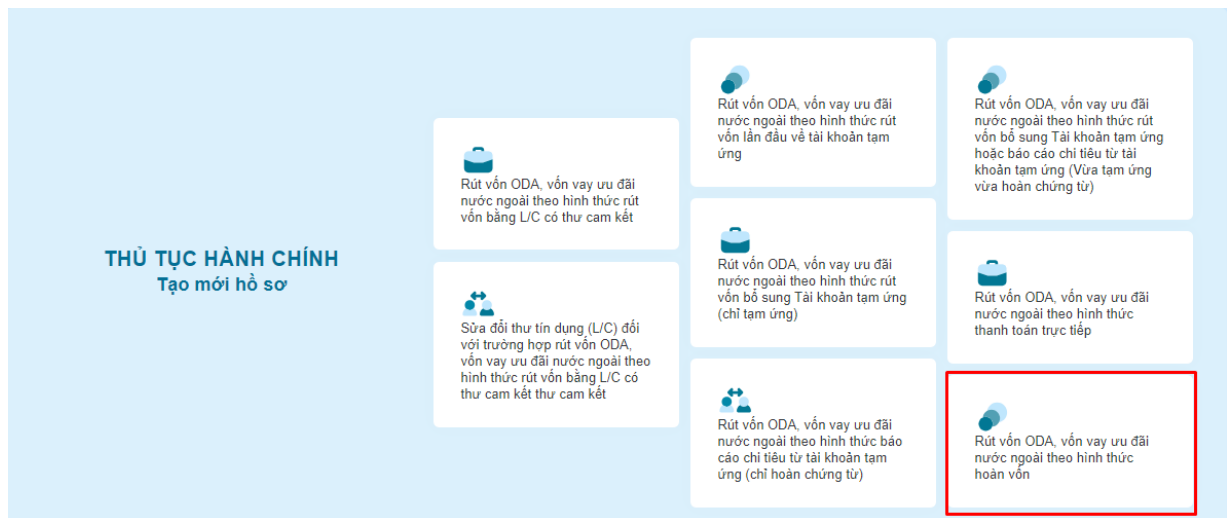 THỦ TỤC HÀNH CHÍNH
Tạo mới hồ sơ
Rút vốn ODA, vốn vay ưu đãi
nước ngoài theo hình thức rút
vốn bằng L/C có thư cam kết
Sửa đổi thư tín dụng (L/C) đối
với trường hợp rút vốn ODA,
vốn vay ưu đãi nước ngoài theo
hình thức rút vốn bằng L/C có
thư cam kết thư cam kết
Rút vốn ODA, vốn vay ưu đãi
nước ngoài theo hình thức rút
vốn lần đầu về tài khoản tạm
ứng
Rút vốn ODA, vốn vay ưu đãi
nước ngoài theo hình thức rút
vốn bổ sung Tài khoản tạm ứng
(chỉ tạm ứng)
Rút vốn ODA, vốn vay ưu đãi
nước ngoài theo hình thức báo
cáo chi tiêu từ tài khoản tạm
ứng (chỉ hoàn chứng từ)
Rút vốn ODA, vốn vay ưu đãi
nước ngoài theo hình thức rút
vốn bổ sung Tài khoản tạm ứng
hoặc báo cáo chi tiêu từ tài
khoản tạm ứng (Vừa tạm ứng
vừa hoàn chứng từ)
Rút vốn ODA, vốn vay ưu đãi
nước ngoài theo hình thức
thanh toán trực tiếp
Rút vốn ODA, vốn vay ưu đãi
nước ngoài theo hình thức
hoàn vốn